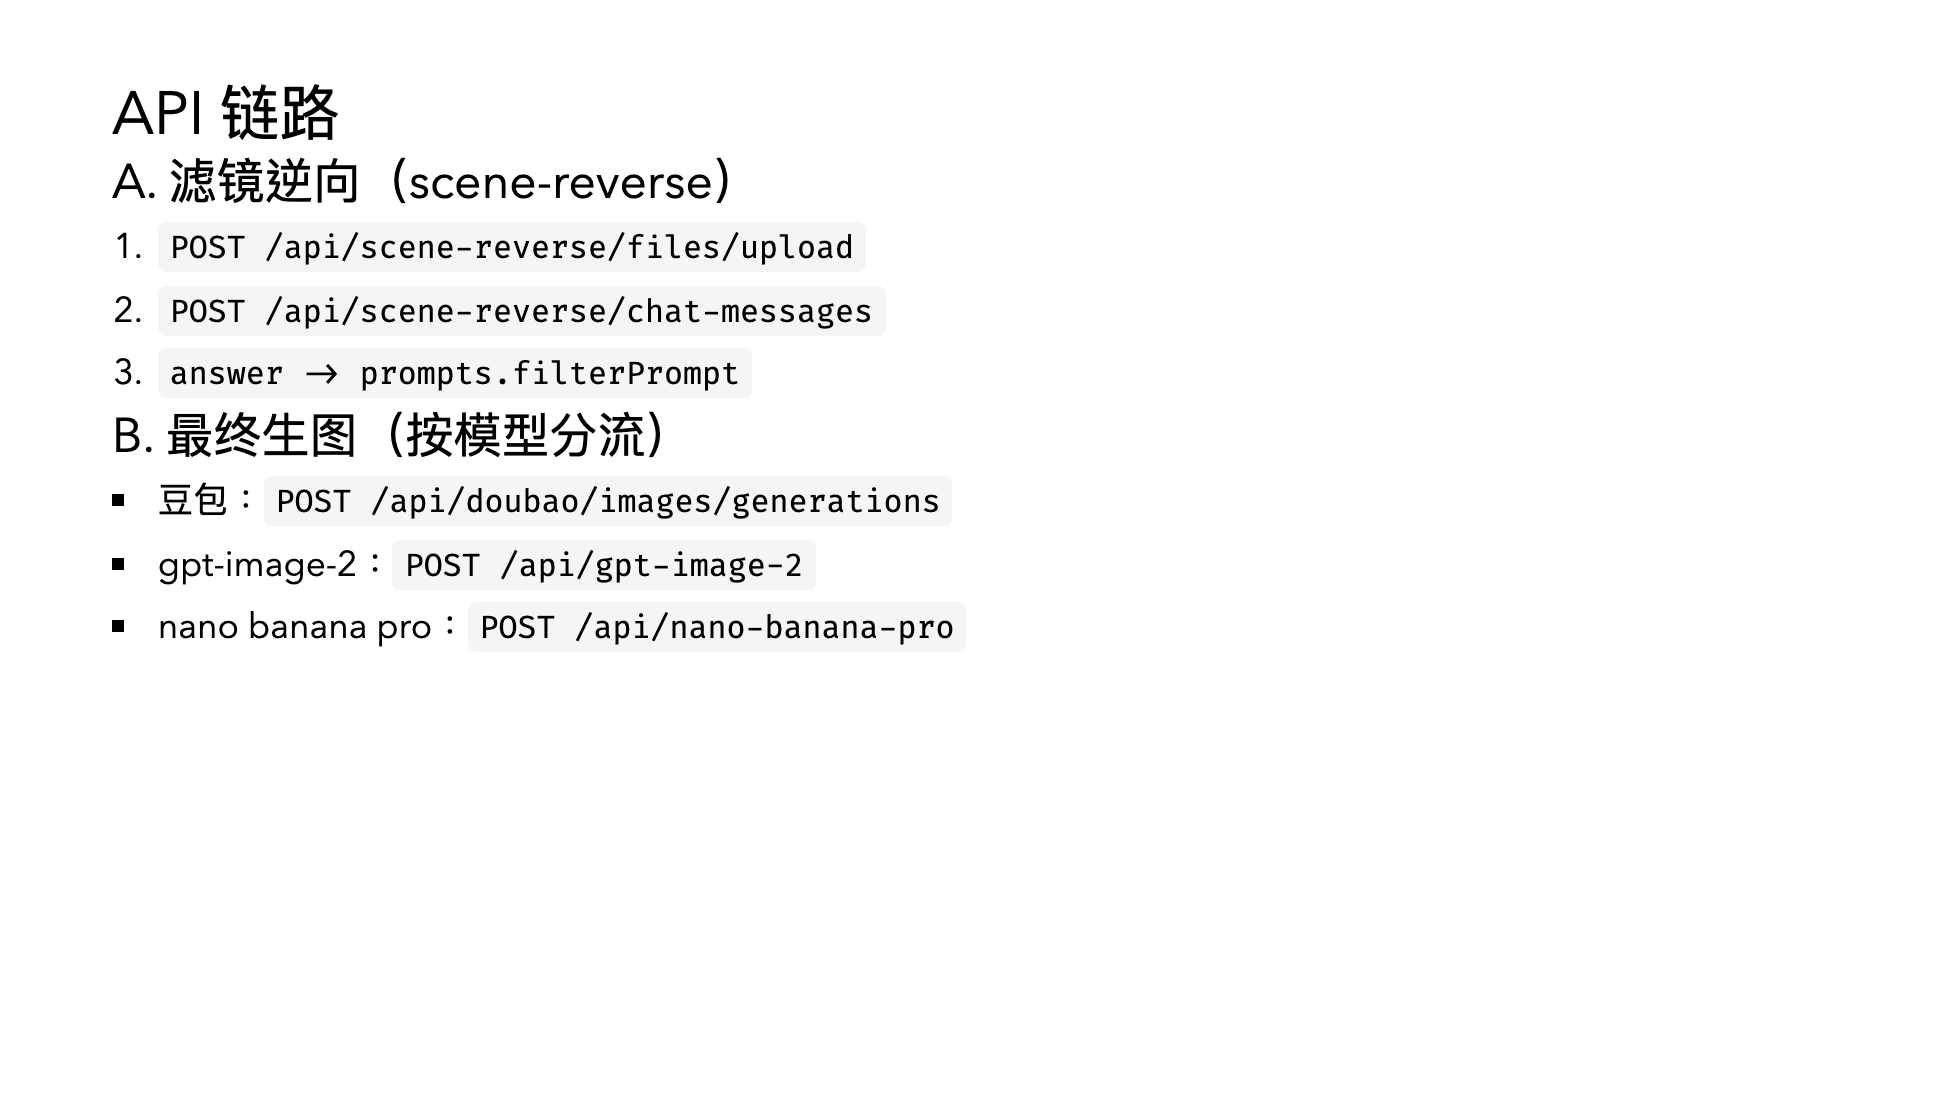 API 链路
A. 滤镜逆向（scene-reverse）
1. POST /api/scene-reverse/files/upload
2. POST /api/scene-reverse/chat-messages
3. answer → prompts.filterPrompt
B. 最终生图（按模型分流）
▪ 豆包：POST /api/doubao/images/generations
▪ gpt-image-2：POST /api/gpt-image-2
▪ nano banana pro：POST /api/nano-banana-pro